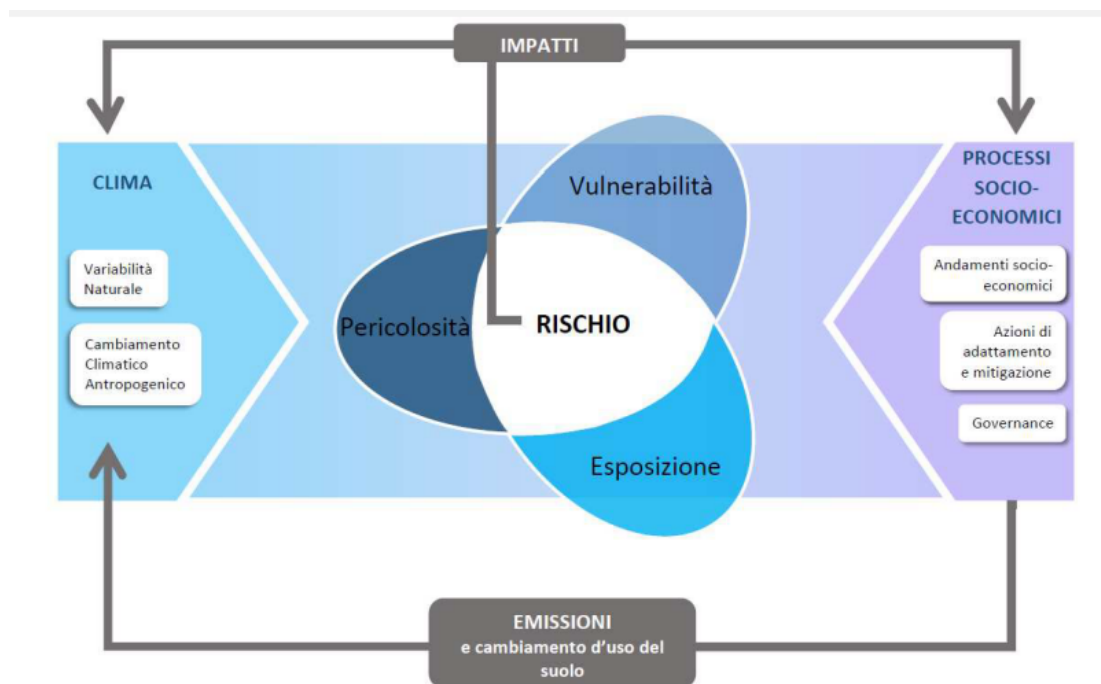 IMPATTI
CLIMA
Variabilità
Naturale
Cambiamento
Climatico
Antropogenico
Vulnerabilità
Pericolosità
RISCHIO
Esposizione
PROCESSI
SOCIO-
ECONOMICI
Andamenti socio-
economici
Azioni di
adattamento
e mitigazione
Governance
EMISSIONI
e cambiamento d'uso del
suolo